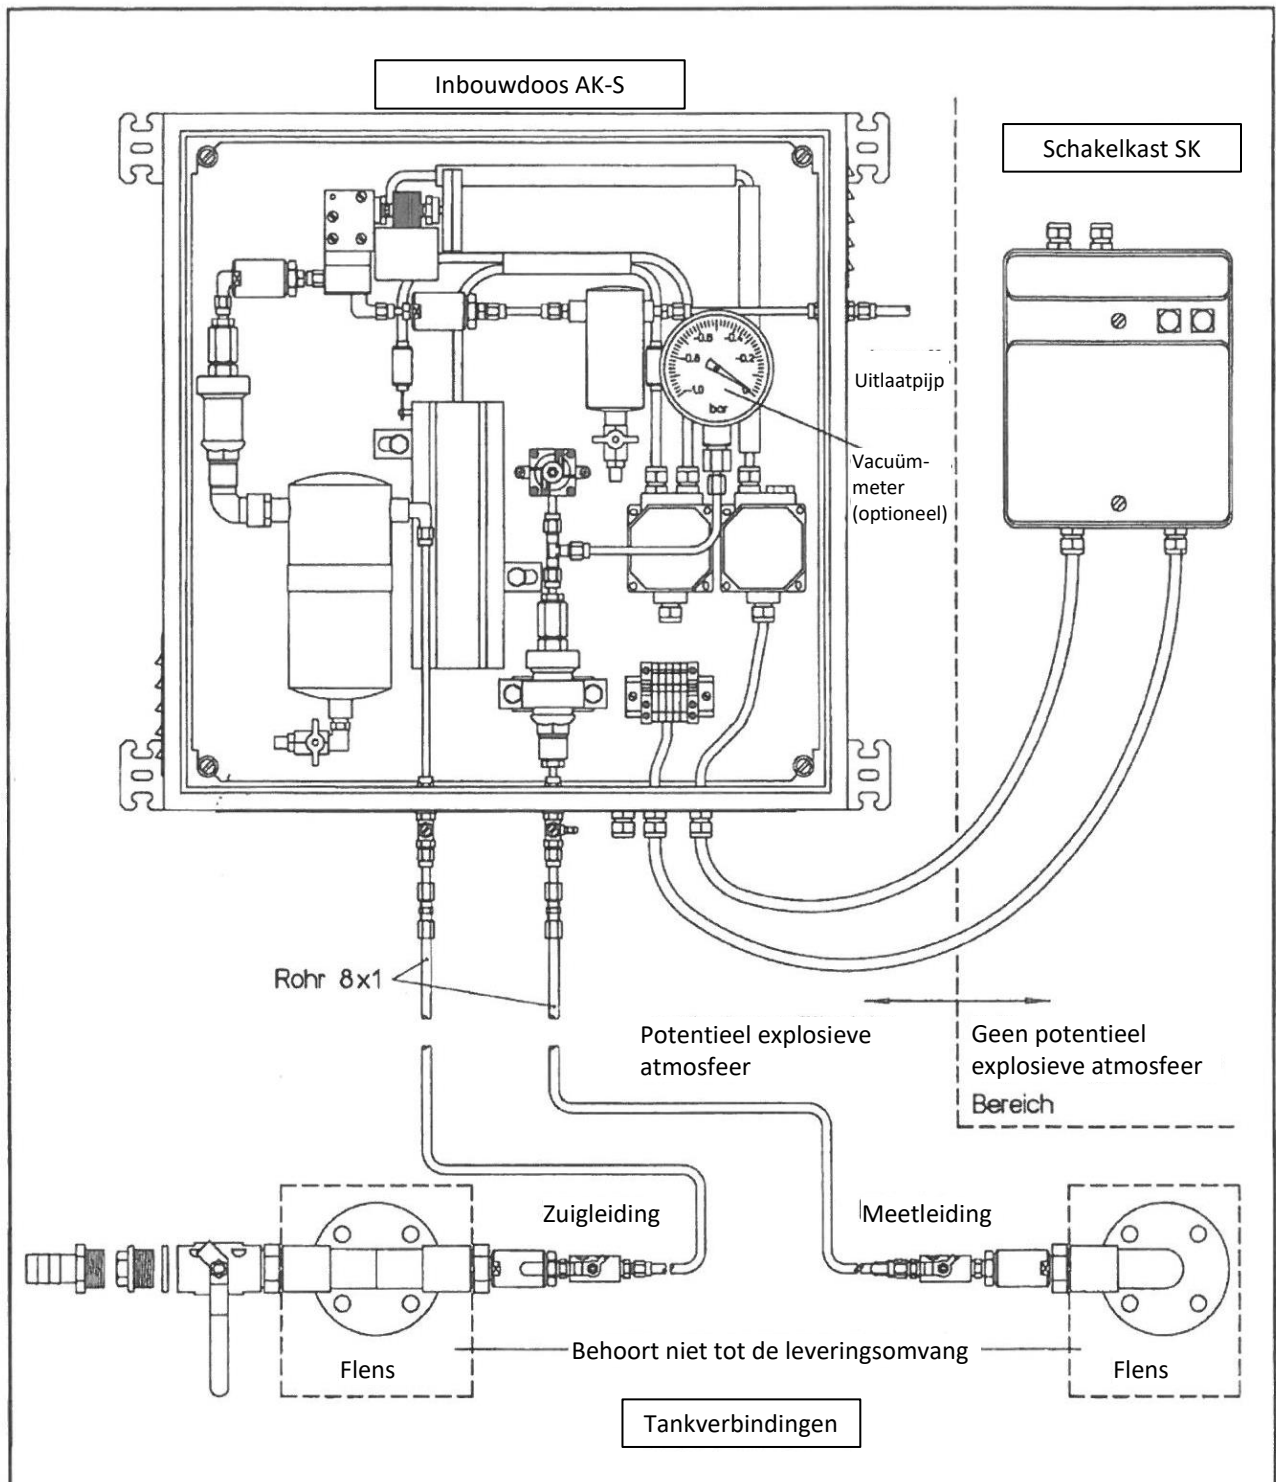 Inbouwdoos AK-S
Schakelkast SK
-0.6
-0.4
-0.8
-0.2
-1.0
0
bar
Uitlaatpijp
Vacuüm-
meter
(optioneel)
Rohr 8x1
Potentieel explosieve
atmosfeer
Geen potentieel
explosieve atmosfeer
Bereich
Zuigleiding
Meetleiding
Behoort niet tot de leveringsomvang
Flens
Flens
Tankverbindingen